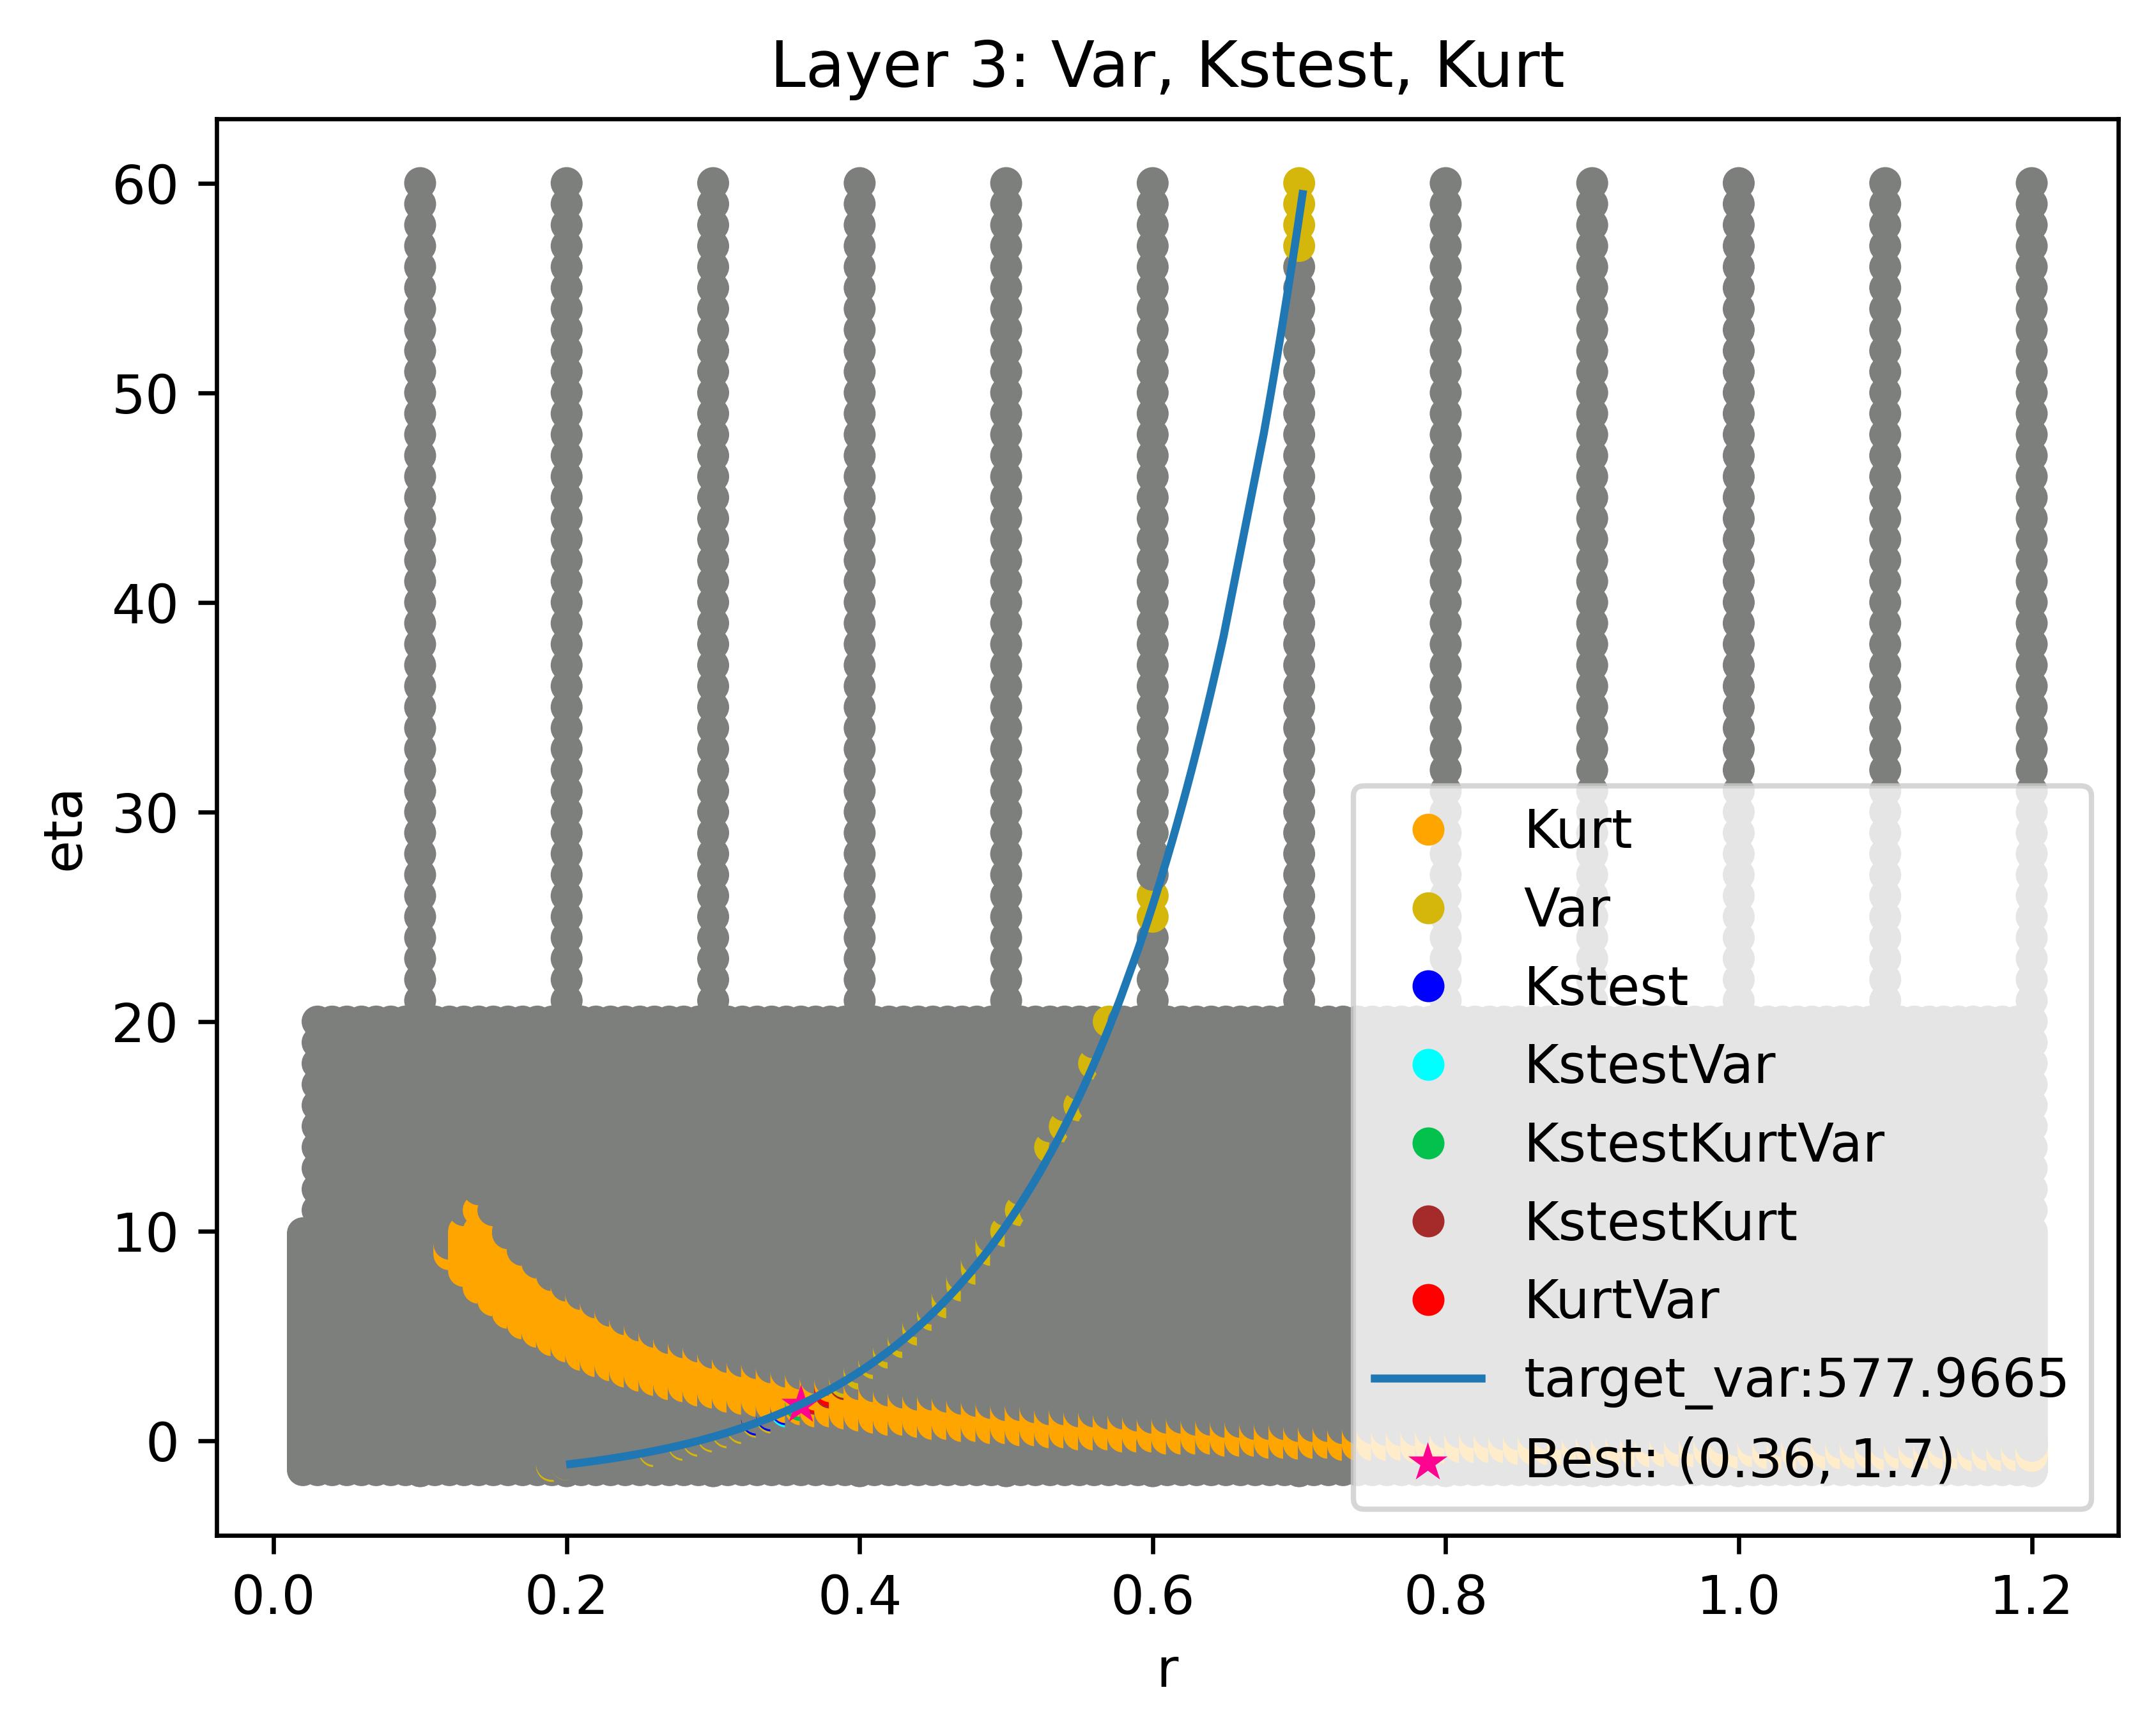 Layer 3: Var, Kstest, Kurt
60
50
40
30
20
10
0
eta
Kurt
Var
Kstest
KstestVar
KstestKurtVar
KstestKurt
KurtVar
target_var:577.9665
Best: (0.36, 1.7)
0.0 0.2 0.4 0.6 0.8 1.0 1.2
r